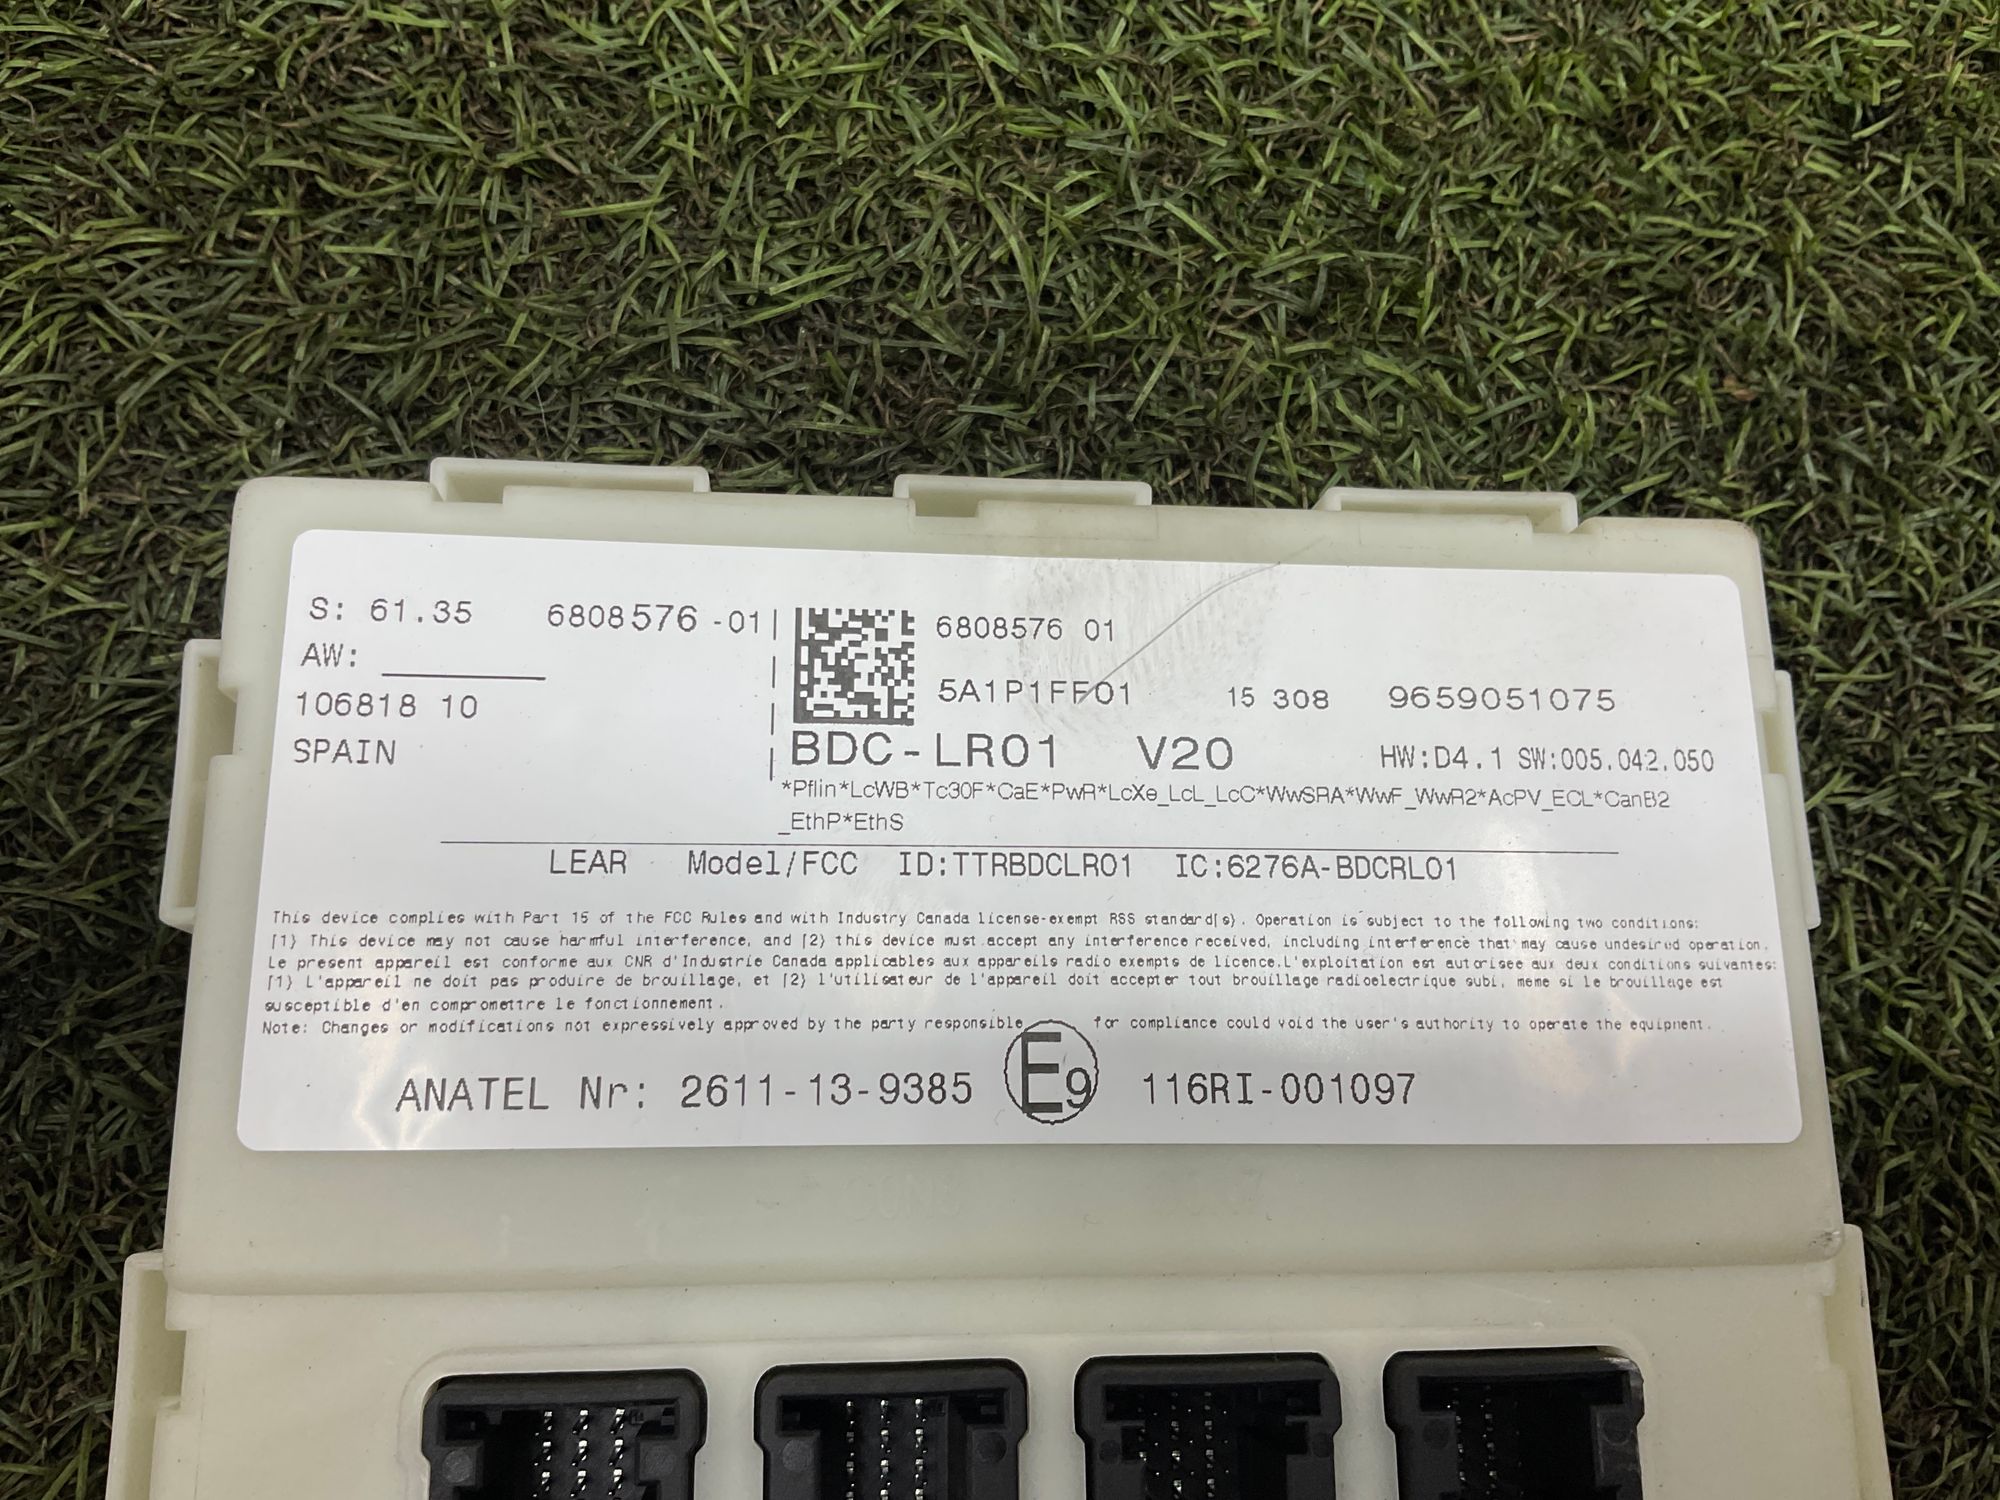 S: 61.35 6808576 -01
AW:
106818 10
SPAIN
6808576 01
5A1P1FF01 15 308 9659051075
BDC-LR01 V20 HW:D4.1 SW:005.042.050
*Pflin*LcWB*Tc30F*CaE*PwR*LcXe_LcL_LcC*WwSRA*WwF_WwR2*AcPV_ECL*CanB2
_EthP*EthS
LEAR Model/FCC ID:TTRBDCLR01 IC:6276A-BDCRL01
This device complies with Part 15 of the FCC Rules and with Industry Canada license-exempt RSS standard(s). Operation is subject to the following two conditions:
(1) This device may not cause harmful interference, and (2) this device must accept any interference received, including interference that may cause undesired operation.
Le present appareil est conforme aux CNR d'Industrie Canada applicables aux appareils radio exempts de licence.L'exploitation est autorisee aux deux conditions suivantes:
(1) L'appareil ne doit pas produire de brouillage, et (2) l'utilisateur de l'appareil doit accepter tout brouillage radioelectrique subi, meme si le brouillage est
susceptible d'en compromettre le fonctionnement.
Note: Changes or modifications not expressively approved by the party responsible for compliance could void the user's authority to operate the equipment.
ANATEL Nr: 2611-13-9385 E9 116RI-001097